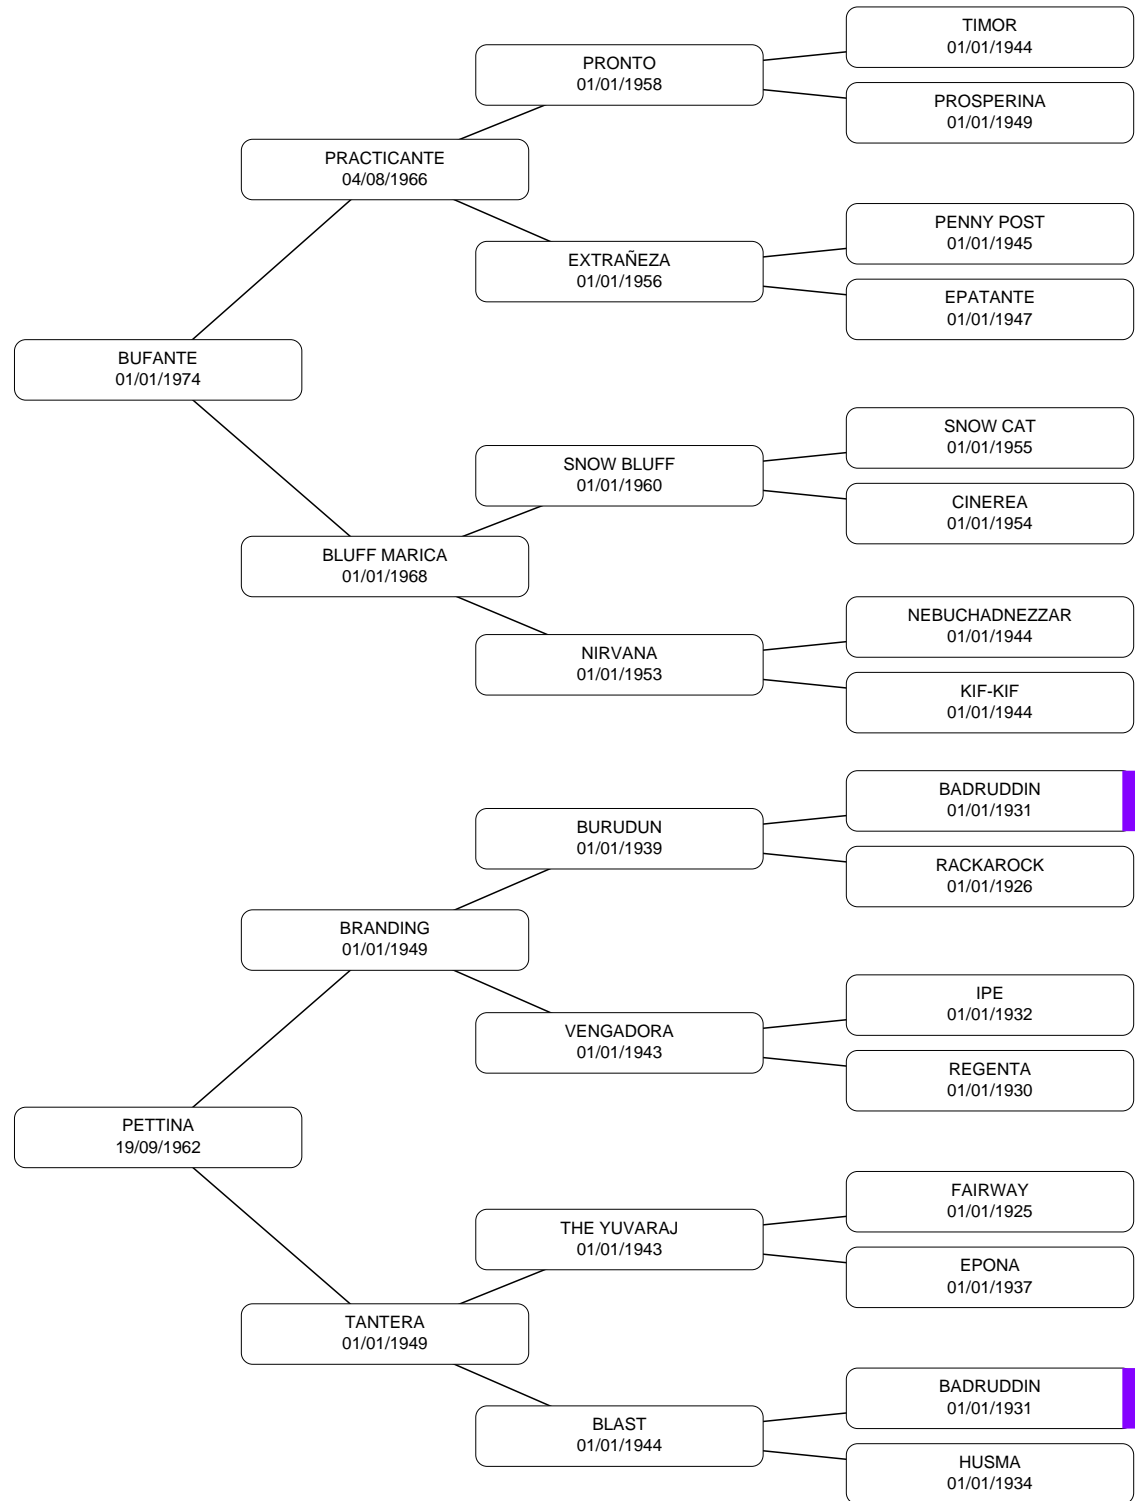 TIMOR
01/01/1944
PRONTO
01/01/1958
PROSPERINA
01/01/1949
PRACTICANTE
04/08/1966
PENNY POST
01/01/1945
EXTRAÑEZA
01/01/1956
EPATANTE
01/01/1947
BUFANTE
01/01/1974
SNOW CAT
01/01/1955
SNOW BLUFF
01/01/1960
CINEREA
01/01/1954
BLUFF MARICA
01/01/1968
NEBUCHADNEZZAR
01/01/1944
NIRVANA
01/01/1953
KIF-KIF
01/01/1944
BADRUDDIN
01/01/1931
BURUDUN
01/01/1939
RACKAROCK
01/01/1926
BRANDING
01/01/1949
IPE
01/01/1932
VENGADORA
01/01/1943
REGENTA
01/01/1930
PETTINA
19/09/1962
FAIRWAY
01/01/1925
THE YUVARAJ
01/01/1943
EPONA
01/01/1937
TANTERA
01/01/1949
BADRUDDIN
01/01/1931
BLAST
01/01/1944
HUSMA
01/01/1934